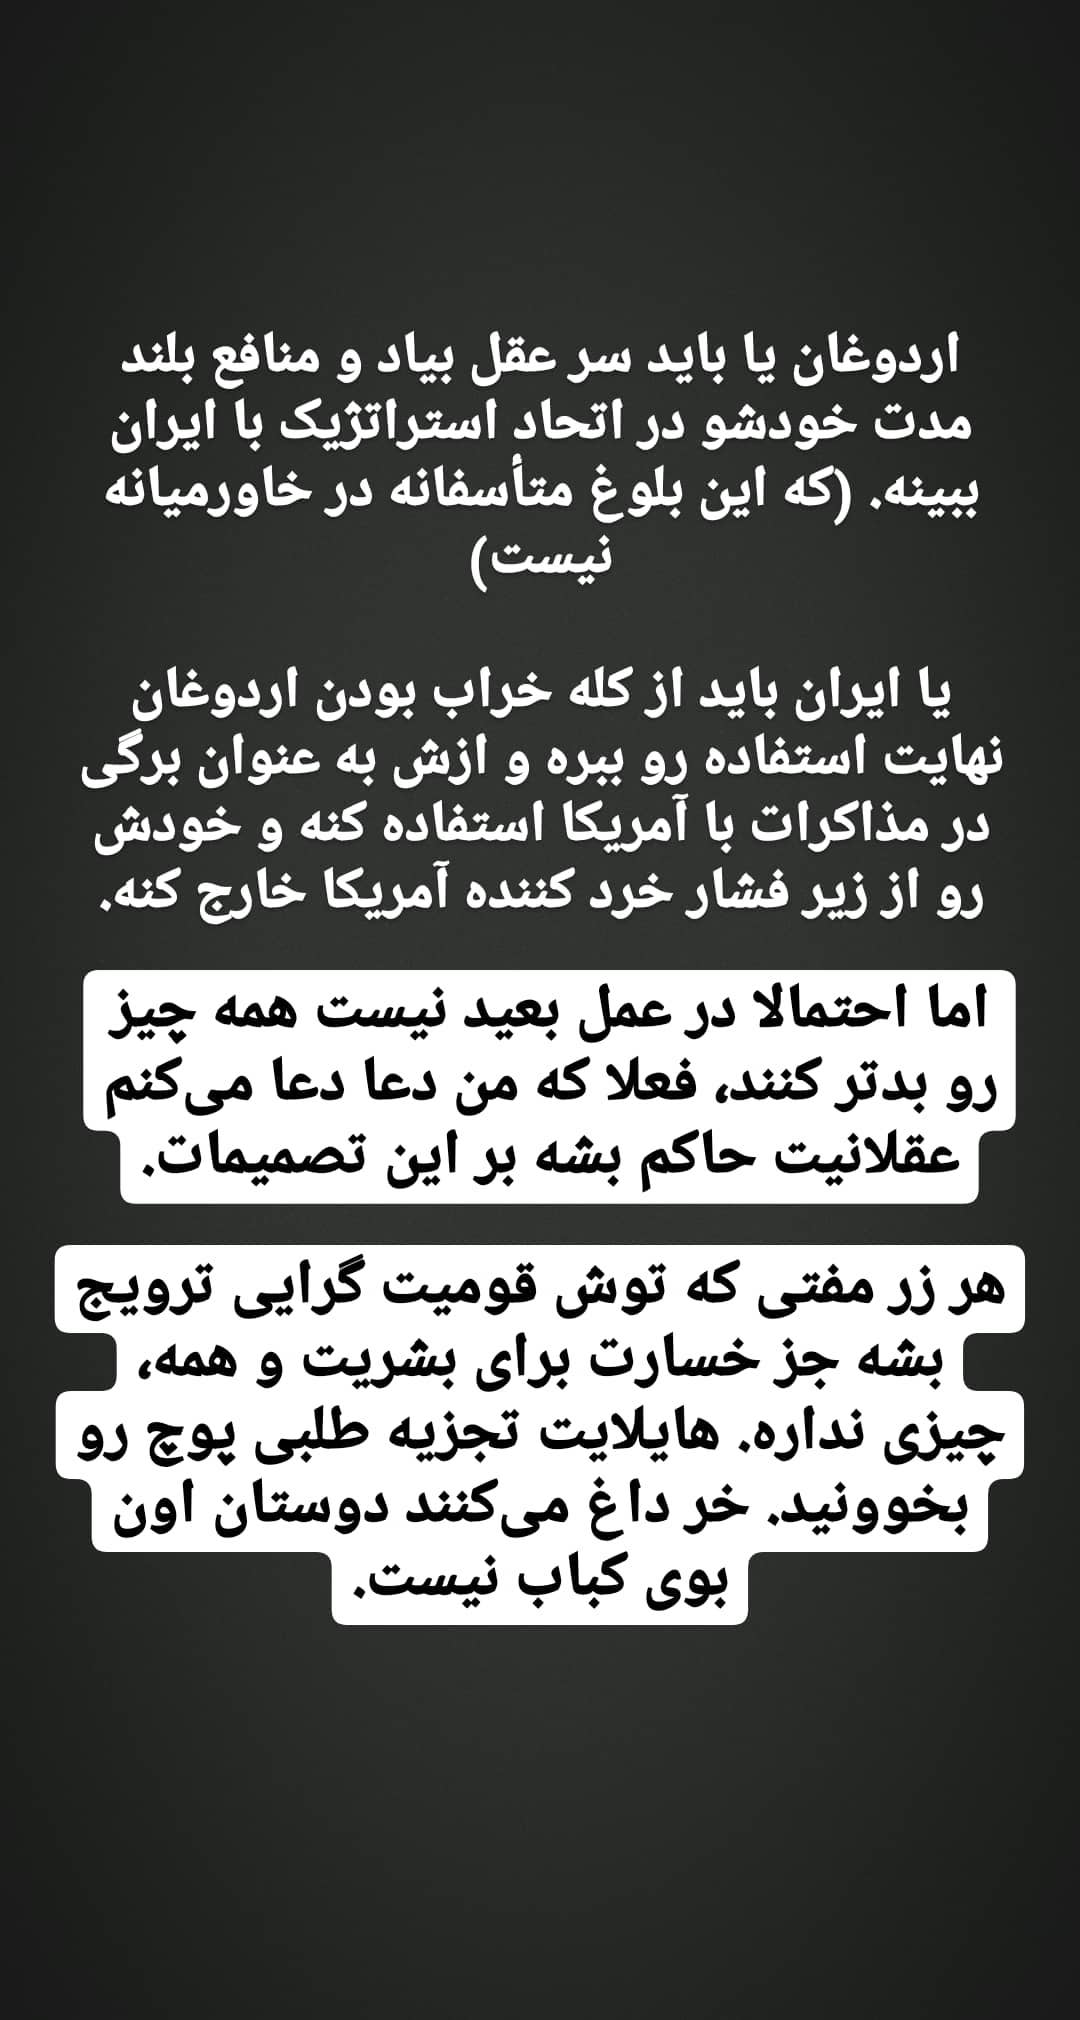 اردوغان یا باید سر عقل بیاد و منافع بلند
مدت خودشو در اتحاد استراتژیک با ایران
ببینه. (که این بلوغ متأسفانه در خاورمیانه
نیست)
یا ایران باید از کله خراب بودن اردوغان
نهایت استفاده رو ببره و ازش به عنوان برگی
در مذاکرات با آمریکا استفاده کنه و خودش
رو از زیر فشار خرد کننده آمریکا خارج کنه.
اما احتمالا در عمل بعید نیست همه چیز
رو بدتر کنند، فعلا که من دعا دعا می‌کنم
عقلانیت حاکم بشه بر این تصمیمات.
هر زر مفتی که توش قومیت گرایی ترویج
بشه جز خسارت برای بشریت و همه،
چیزی نداره. هایلایت تجزیه طلبی پوچ رو
بخوونید. خر داغ می‌کنند دوستان اون
بوی کباب نیست.